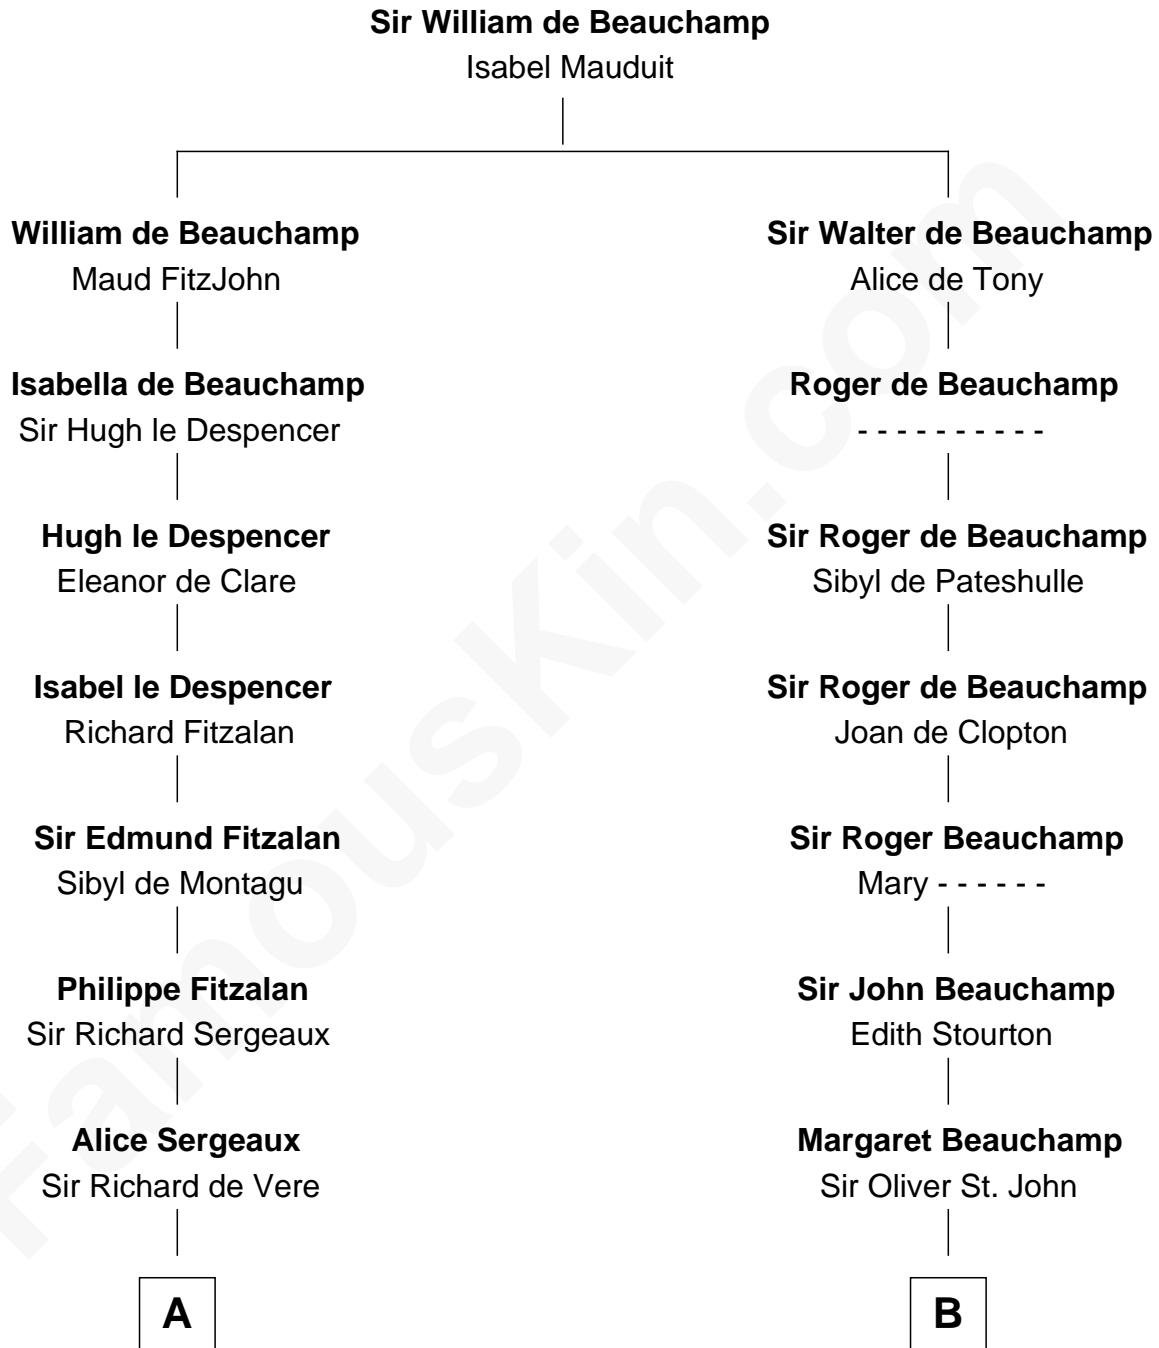 Sir William de Beauchamp
Isabel Mauduit
William de Beauchamp
Maud FitzJohn
Sir Walter de Beauchamp
Alice de Tony
Isabella de Beauchamp
Sir Hugh le Despencer
Roger de Beauchamp
- - - - - - - - - -
Hugh le Despencer
Eleanor de Clare
Sir Roger de Beauchamp
Sibyl de Pateshulle
Isabel le Despencer
Richard Fitzalan
Sir Roger de Beauchamp
Joan de Clopton
Sir Edmund Fitzalan
Sibyl de Montagu
Sir Roger Beauchamp
Mary - - - - - -
Philippe Fitzalan
Sir Richard Sergeaux
Sir John Beauchamp
Edith Stourton
Alice Sergeaux
Sir Richard de Vere
Margaret Beauchamp
Sir Oliver St. John
A
B
FamousKin.com